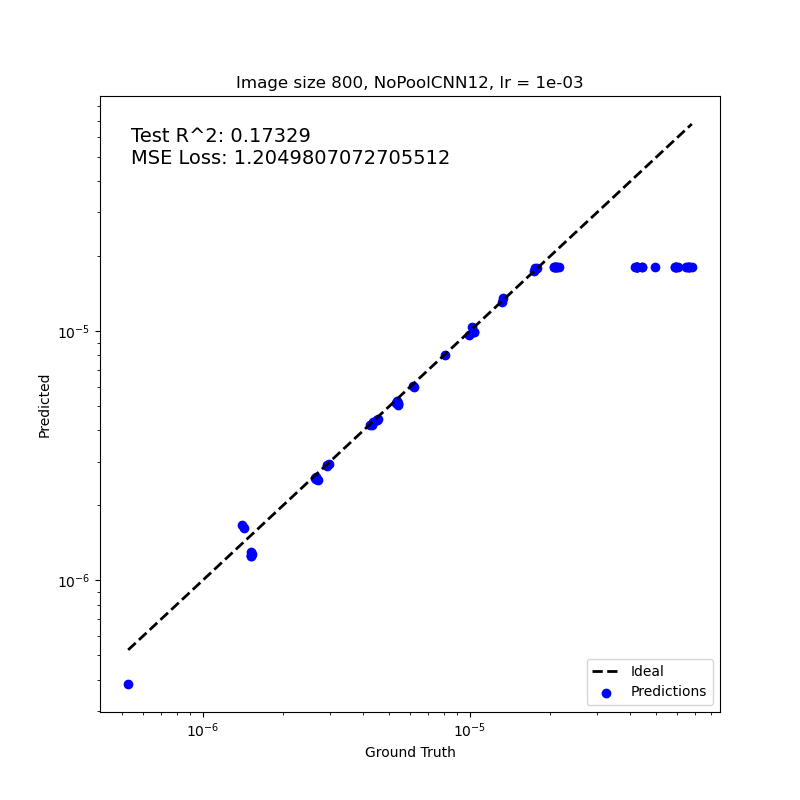 Image size 800, NoPoolCNN12, lr = 1e-03
Test R^2: 0.17329
MSE Loss: 1.2049807072705512
Predicted
10⁻⁵
10⁻⁶
Ideal
Predictions
10⁻⁶
10⁻⁵
Ground Truth